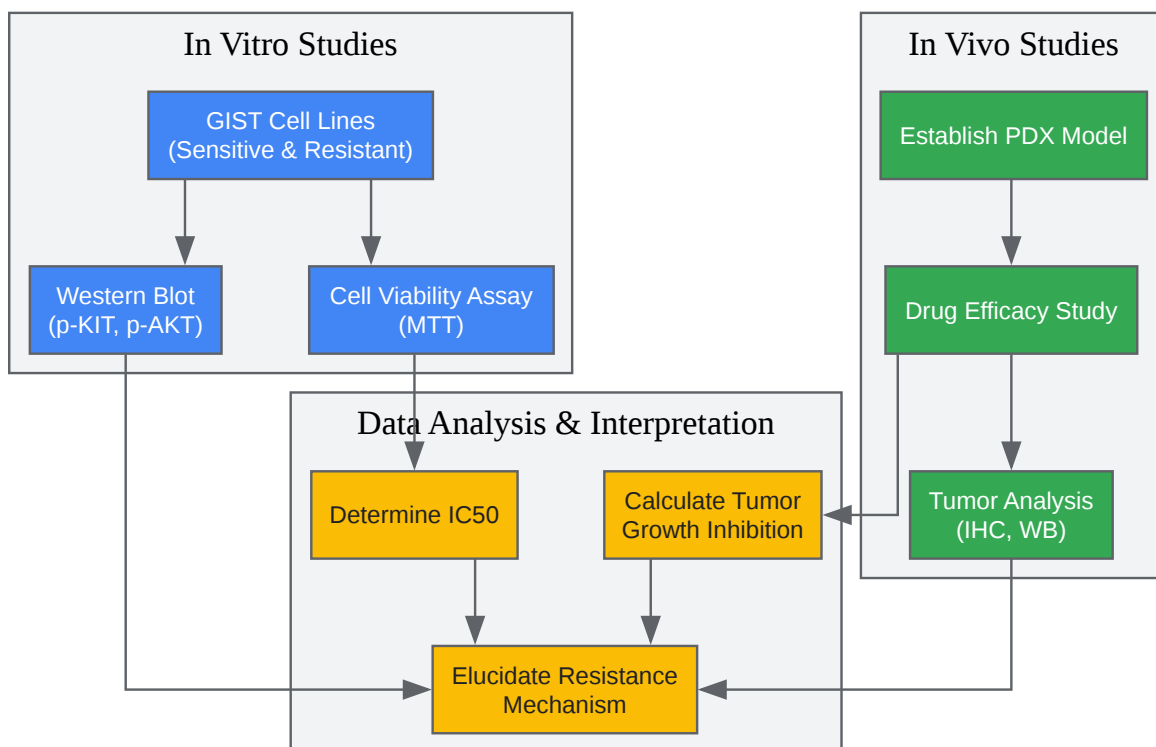 In Vitro Studies
GIST Cell Lines
(Sensitive & Resistant)
Western Blot
(p-KIT, p-AKT)
Cell Viability Assay
(MTT)
In Vivo Studies
Establish PDX Model
Drug Efficacy Study
Tumor Analysis
(IHC, WB)
Data Analysis & Interpretation
Determine IC50
Calculate Tumor
Growth Inhibition
Elucidate Resistance
Mechanism